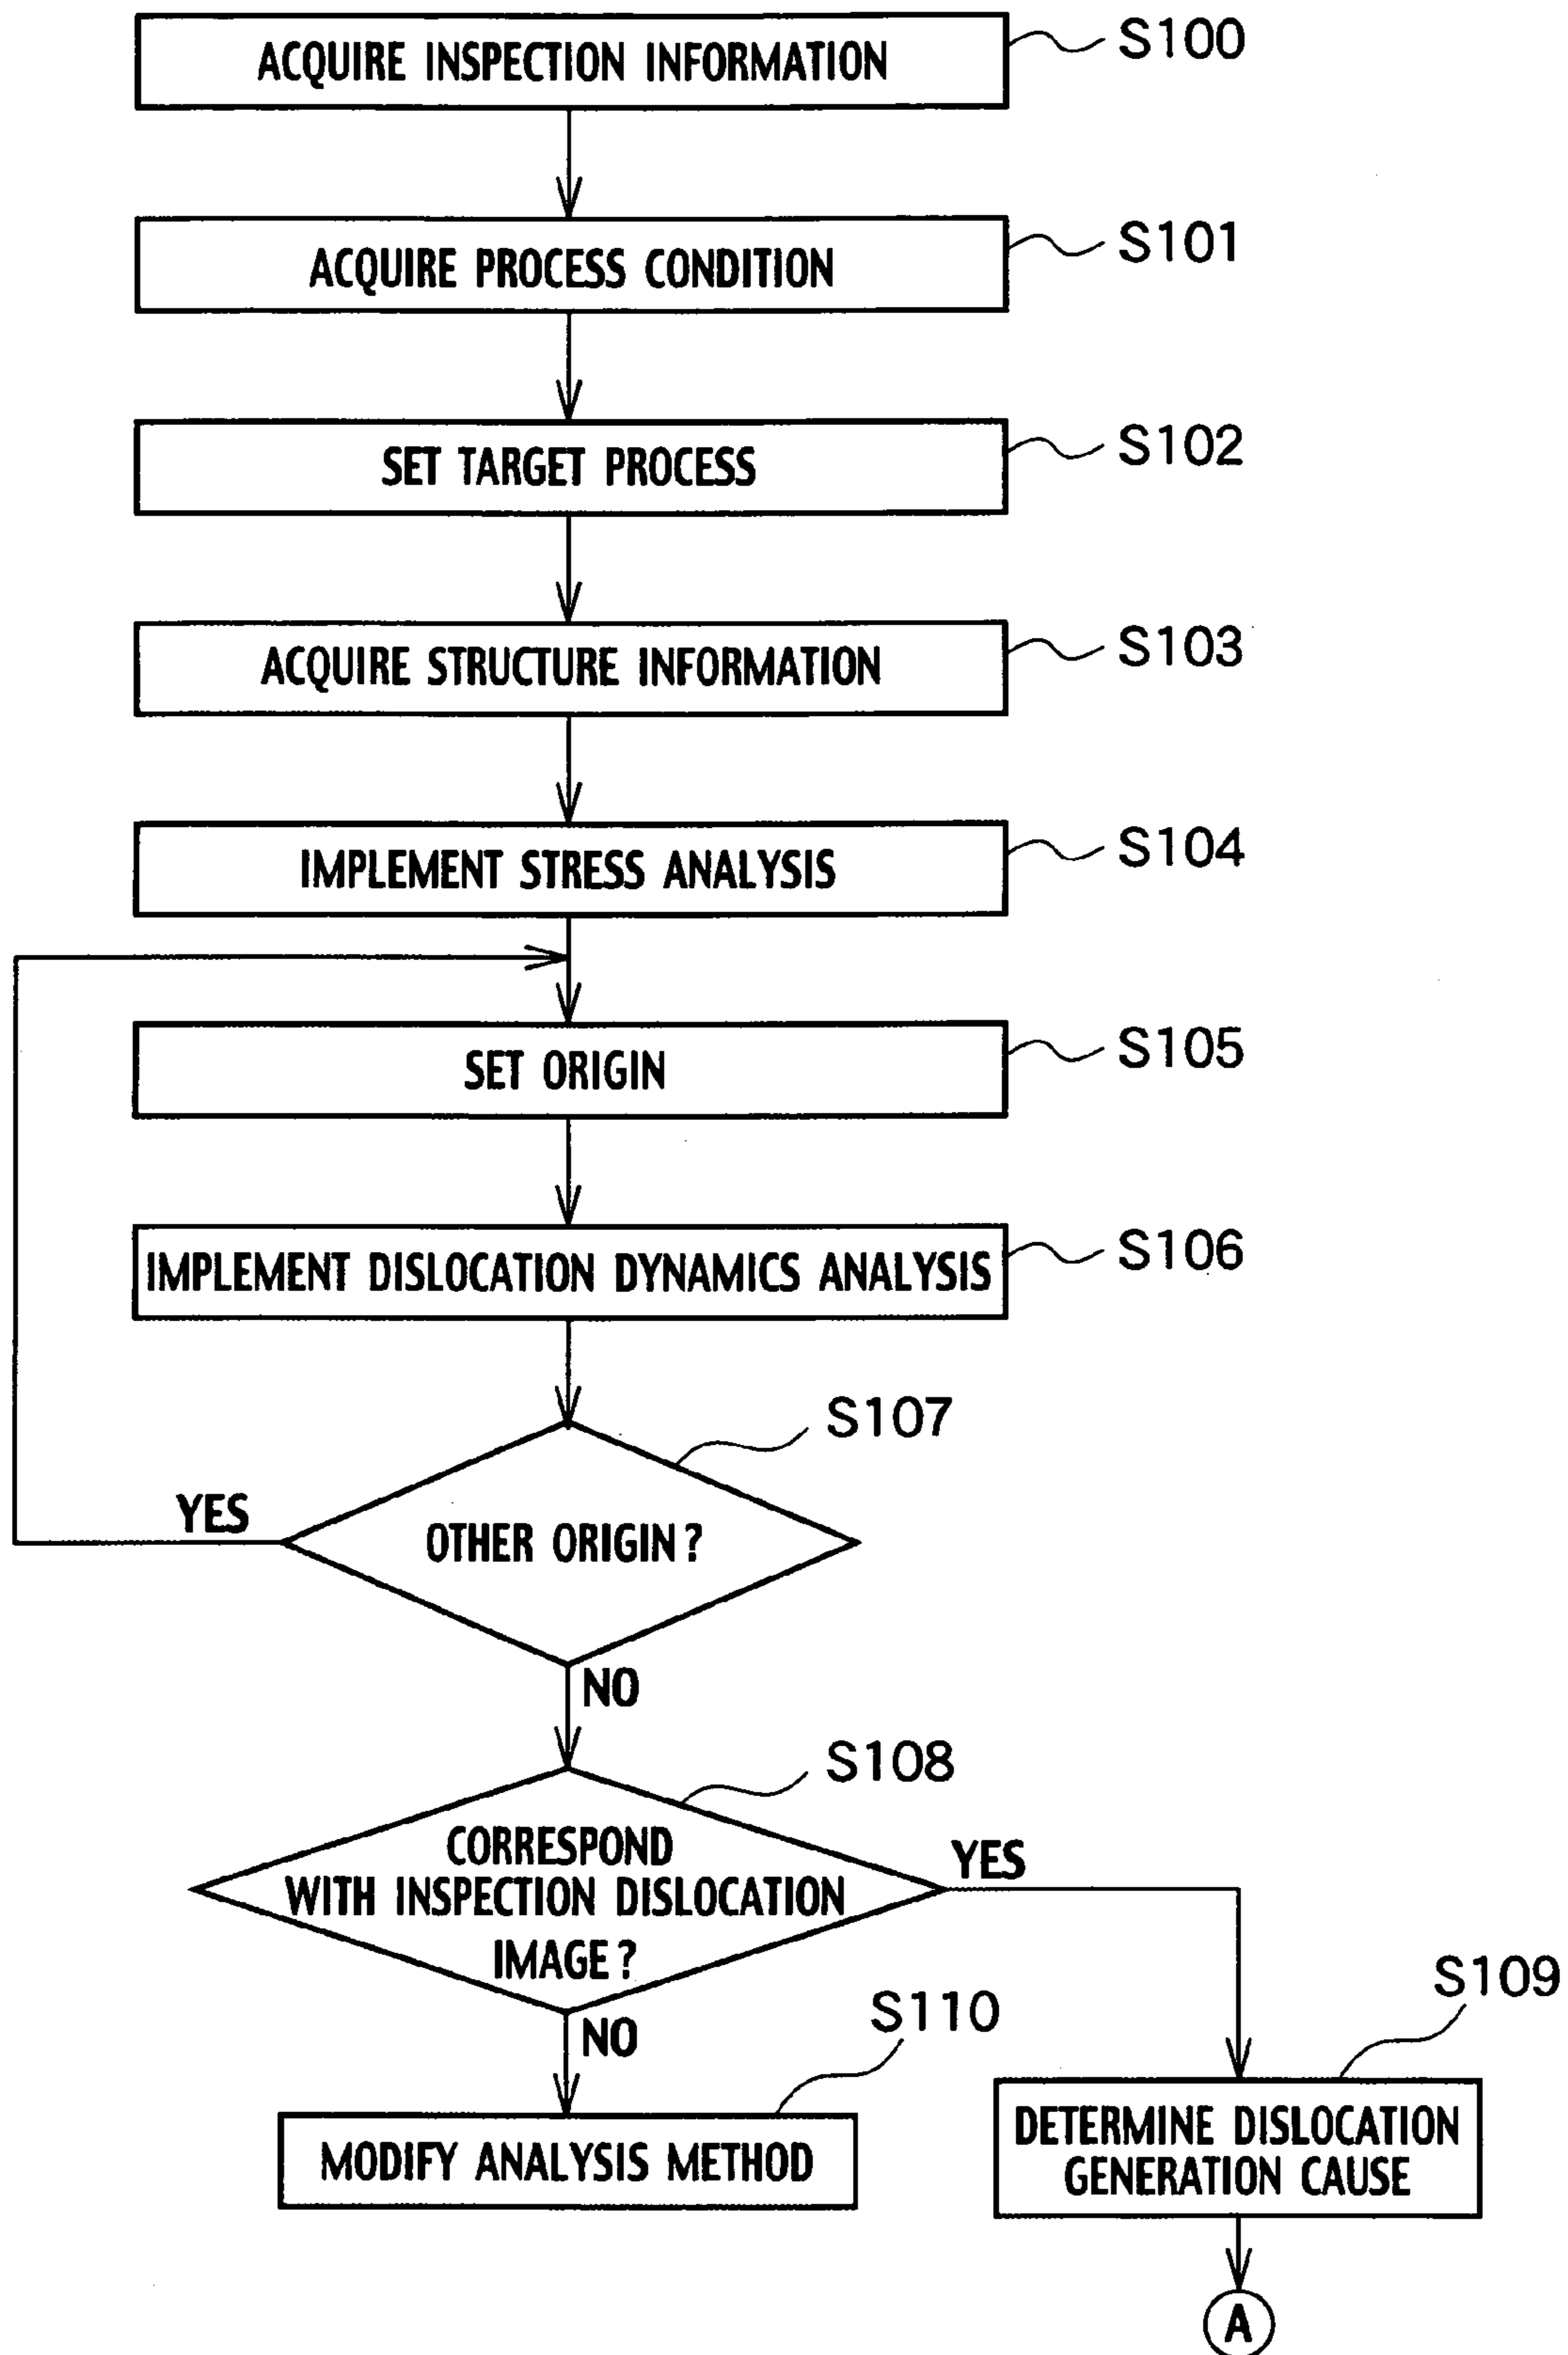 ACQUIRE INSPECTION INFORMATION
S100
ACQUIRE PROCESS CONDITION
S101
SET TARGET PROCESS
S102
ACQUIRE STRUCTURE INFORMATION
S103
IMPLEMENT STRESS ANALYSIS
S104
SET ORIGIN
S105
IMPLEMENT DISLOCATION DYNAMICS ANALYSIS
S106
S107
YES
OTHER ORIGIN?
NO
S108
CORRESPOND
WITH INSPECTION DISLOCATION
IMAGE?
YES
NO
S110
MODIFY ANALYSIS METHOD
S109
DETERMINE DISLOCATION
GENERATION CAUSE
A